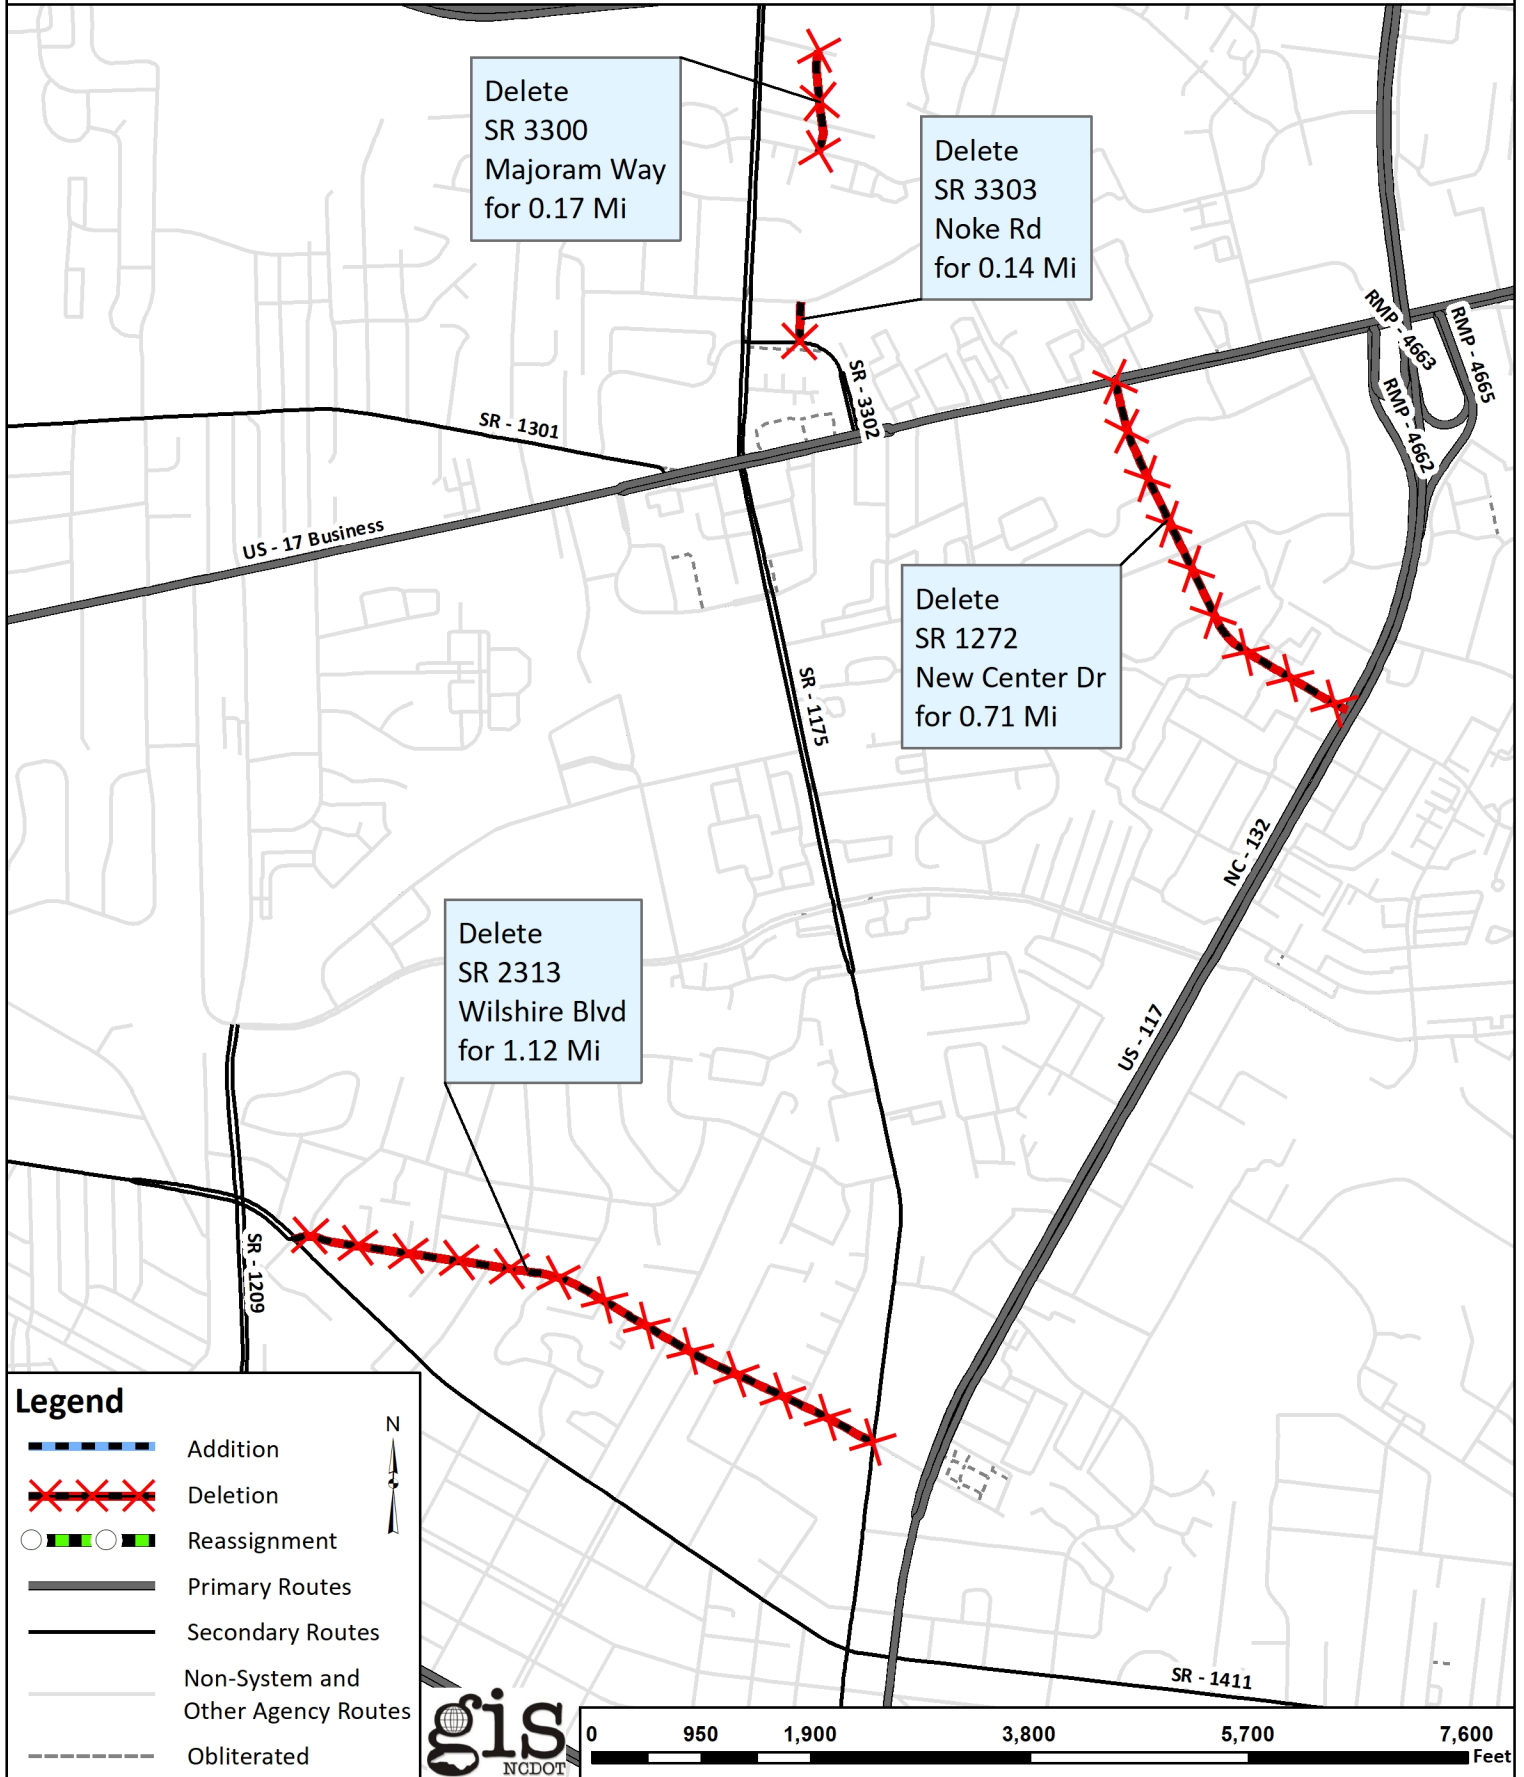 Delete
SR 3300
Majoram Way
for 0.17 Mi
Delete
SR 3303
Noke Rd
for 0.14 Mi
RMP - 4663
RMP - 4665
RMP - 4662
SR - 3302
SR - 1301
US - 17 Business
Delete
SR 1272
New Center Dr
for 0.71 Mi
SR - 1175
NC - 132
Delete
SR 2313
Wilshire Blvd
for 1.12 Mi
US - 117
SR - 1209
Legend
N
Addition
Deletion
Reassignment
Primary Routes
Secondary Routes
Non-System and
Other Agency Routes
Obliterated
gis
NCDOT
SR - 1411
0 950 1,900 3,800 5,700 7,600
Feet